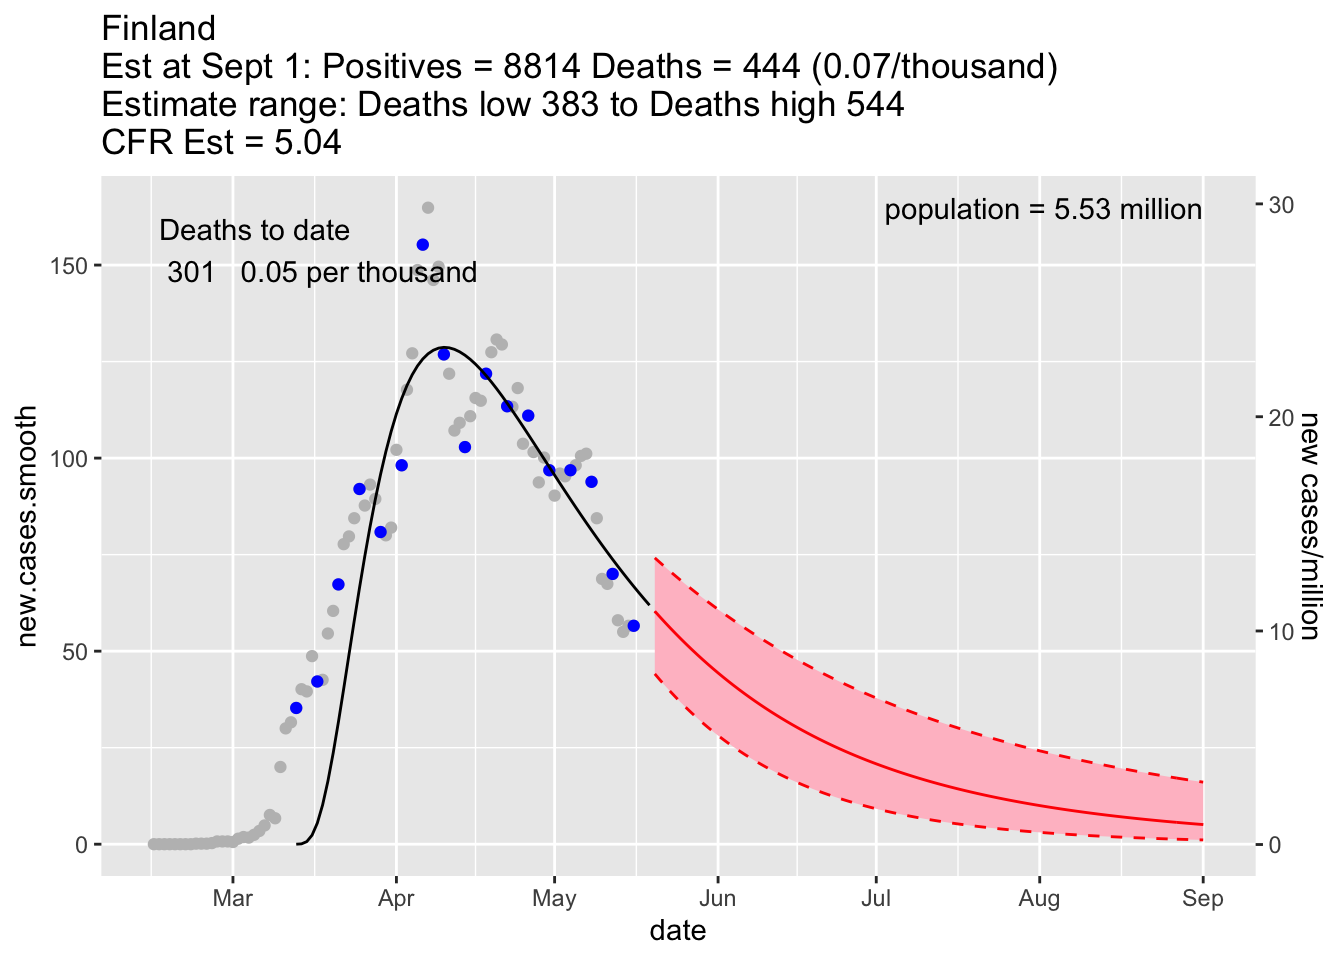 Finland
Est at Sept 1: Positives = 8814 Deaths = 444 (0.07/thousand)
Estimate range: Deaths low 383 to Deaths high 544
CFR Est = 5.04
Deaths to date
301 0.05 per thousand
population = 5.53 million
150
100
50
0
new.cases.smooth
30
20
10
0
new cases/million
Mar Apr May Jun Jul Aug Sep
date